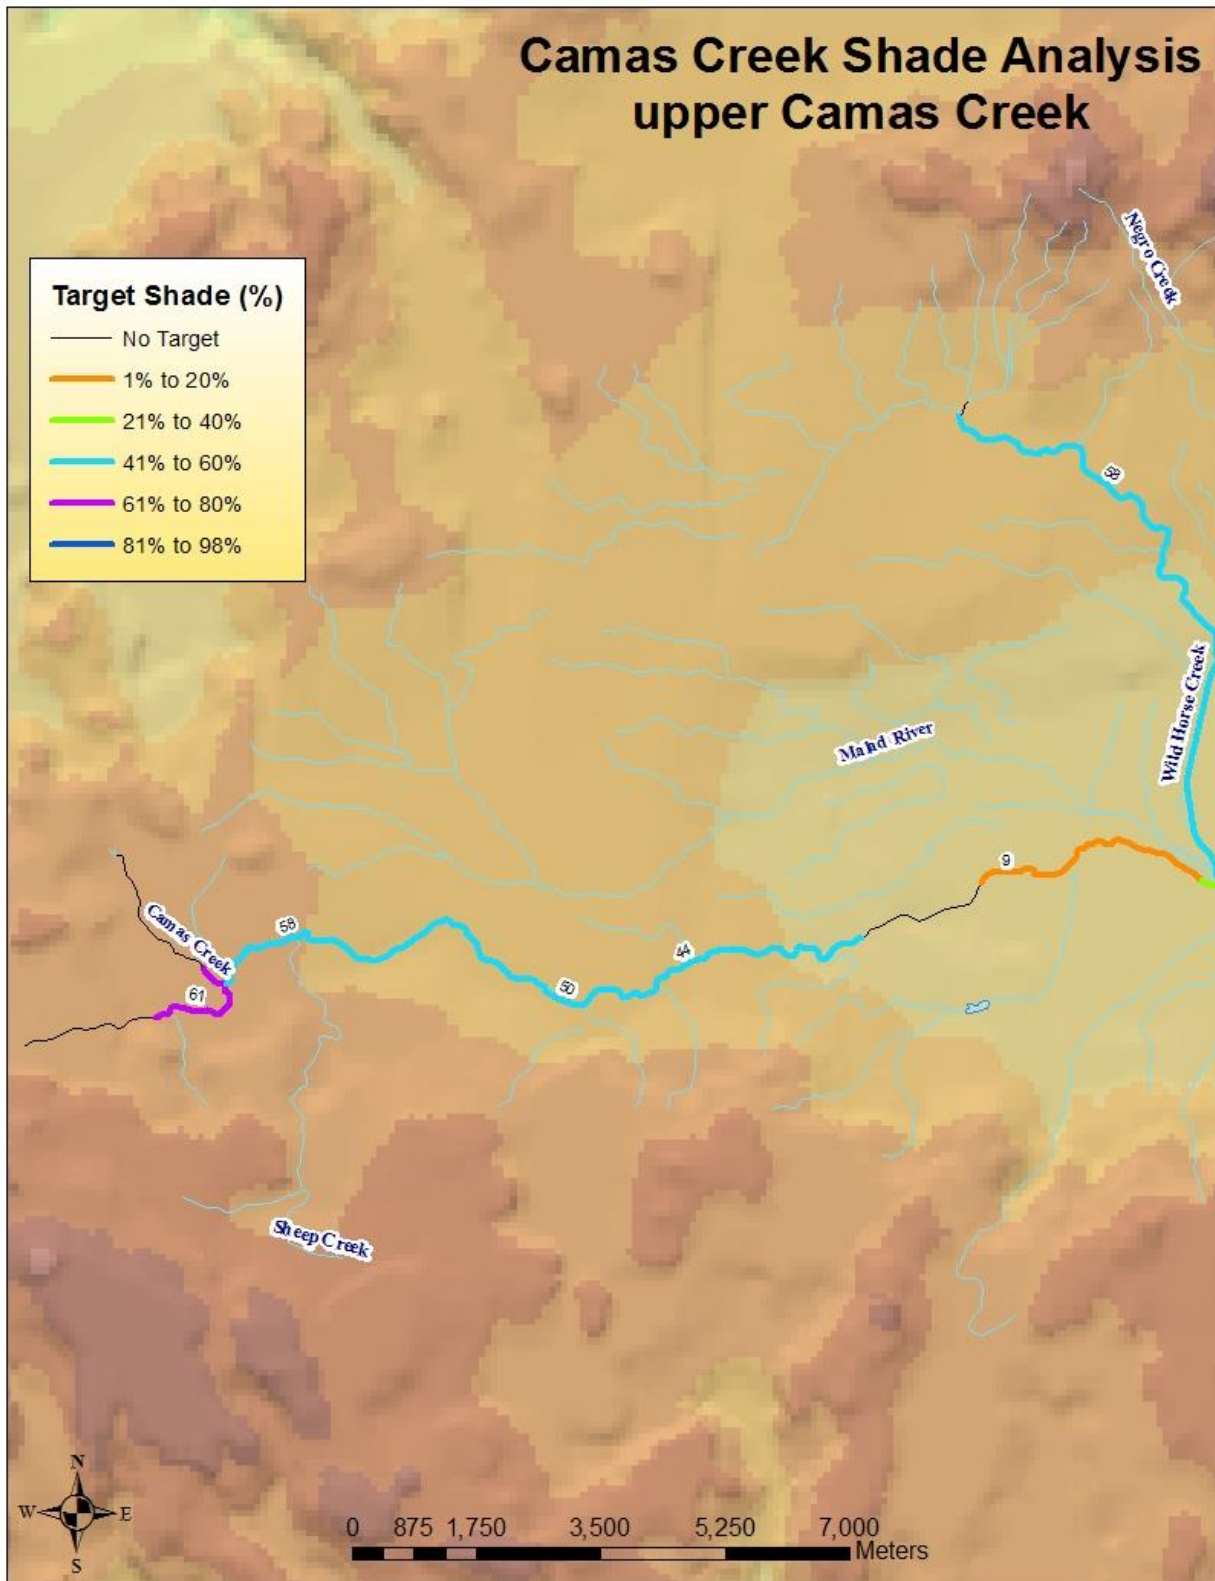 Camas Creek Shade Analysis
upper Camas Creek
Negro Creek
Target Shade (%)
No Target
1% to 20%
21% to 40%
41% to 60%
61% to 80%
81% to 98%
58
Wild Horse Creek
Malad River
9
Camas Creek
58
44
50
61
Sheep Creek
N
W
E
S
0 875 1,750 3,500 5,250 7,000
Meters